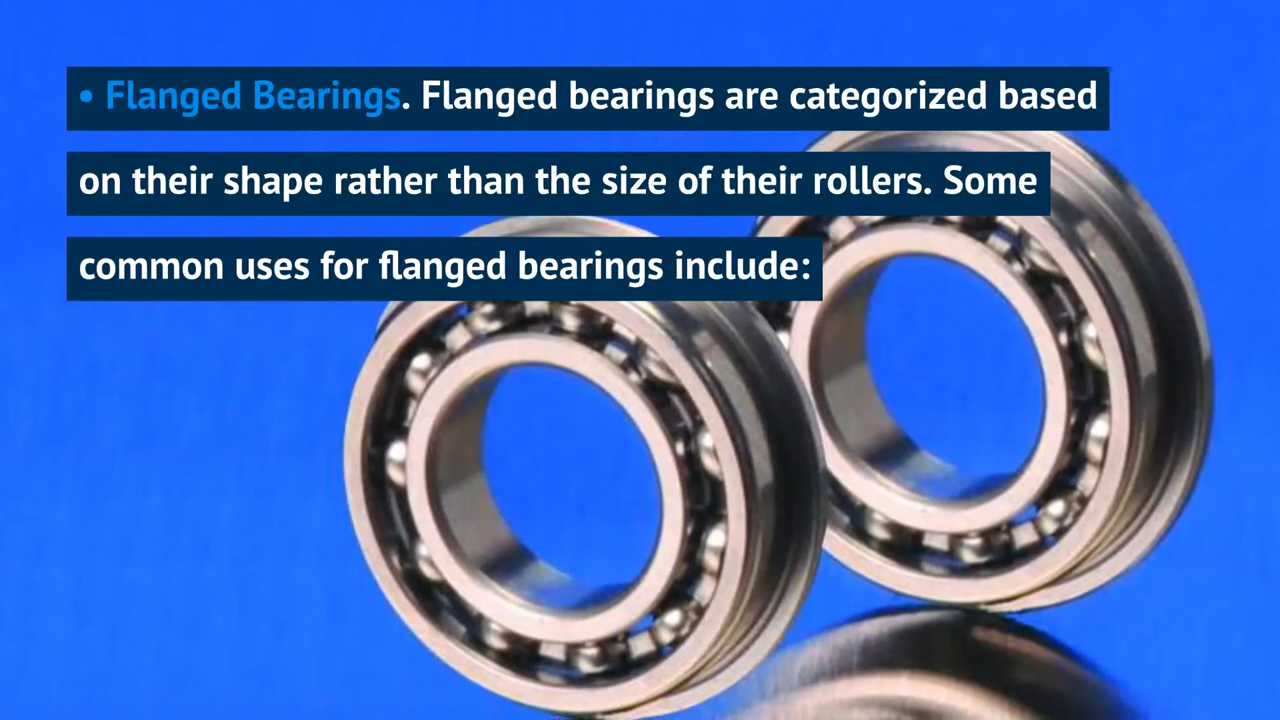 • Flanged Bearings. Flanged bearings are categorized based
on their shape rather than the size of their rollers. Some
common uses for flanged bearings include: